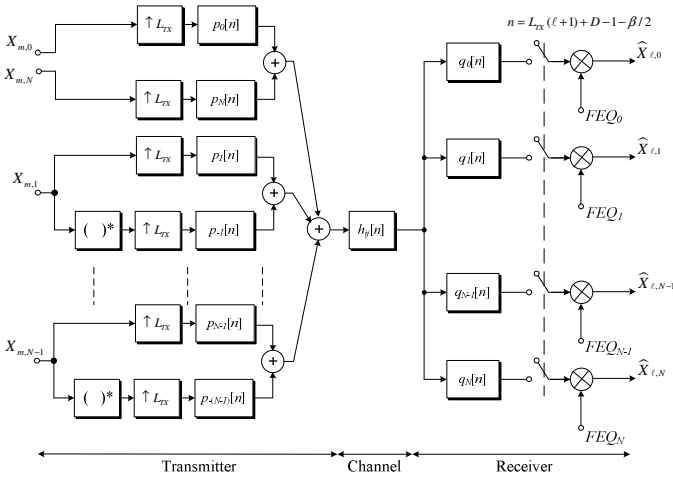 n = L_TX (ℓ+1) + D−1−β/2
X_m,0
↑ L_TX
p_0[n]
q_0[n]
X̂_ℓ,0
X_m,N
+
FEQ_0
↑ L_TX
p_N[n]
↑ L_TX
p_1[n]
q_1[n]
X̂_ℓ,1
X_m,1
+
FEQ_1
( )*
↑ L_TX
p_-1[n]
+
h_ij[n]
↑ L_TX
p_N-1[n]
q_N-1[n]
X̂_ℓ,N−1
X_m,N−1
+
FEQ_N-1
( )*
↑ L_TX
p_-(N-1)[n]
q_N[n]
X̂_ℓ,N
FEQ_N
Transmitter
Channel
Receiver